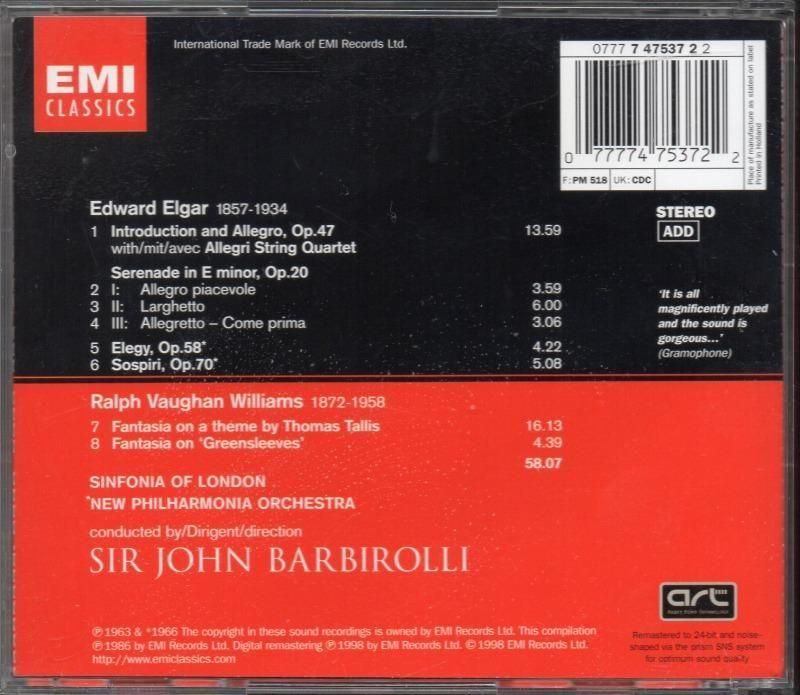 International Trade Mark of EMI Records Ltd.
EMI
CLASSICS
0777 7 47537 2 2
0 77774 75372 2
F: PM 518 UK: CDC
Place of manufacture as stated on label
Printed in Holland
Edward Elgar 1857-1934
1 Introduction and Allegro, Op.47 13.59
with/mit/avec Allegri String Quartet
Serenade in E minor, Op.20
2 I: Allegro piacevole 3.59
3 II: Larghetto 6.00
4 III: Allegretto – Come prima 3.06
5 Elegy, Op.58* 4.22
6 Sospiri, Op.70* 5.08
STEREO
ADD
'It is all
magnificently played
and the sound is
gorgeous...'
(Gramophone)
Ralph Vaughan Williams 1872-1958
7 Fantasia on a theme by Thomas Tallis 16.13
8 Fantasia on 'Greensleeves' 4.39
58.07
SINFONIA OF LONDON
*NEW PHILHARMONIA ORCHESTRA
conducted by/Dirigent/direction
SIR JOHN BARBIROLLI
art
ABBEY ROAD TECHNOLOGY
℗ 1963 & *1966 The copyright in these sound recordings is owned by EMI Records Ltd. This compilation
℗ 1986 by EMI Records Ltd. Digital remastering ℗ 1998 by EMI Records Ltd. © 1998 EMI Records Ltd.
http://www.emiclassics.com
Remastered to 24-bit and noise-
shaped via the prism SNS system
for optimum sound quality